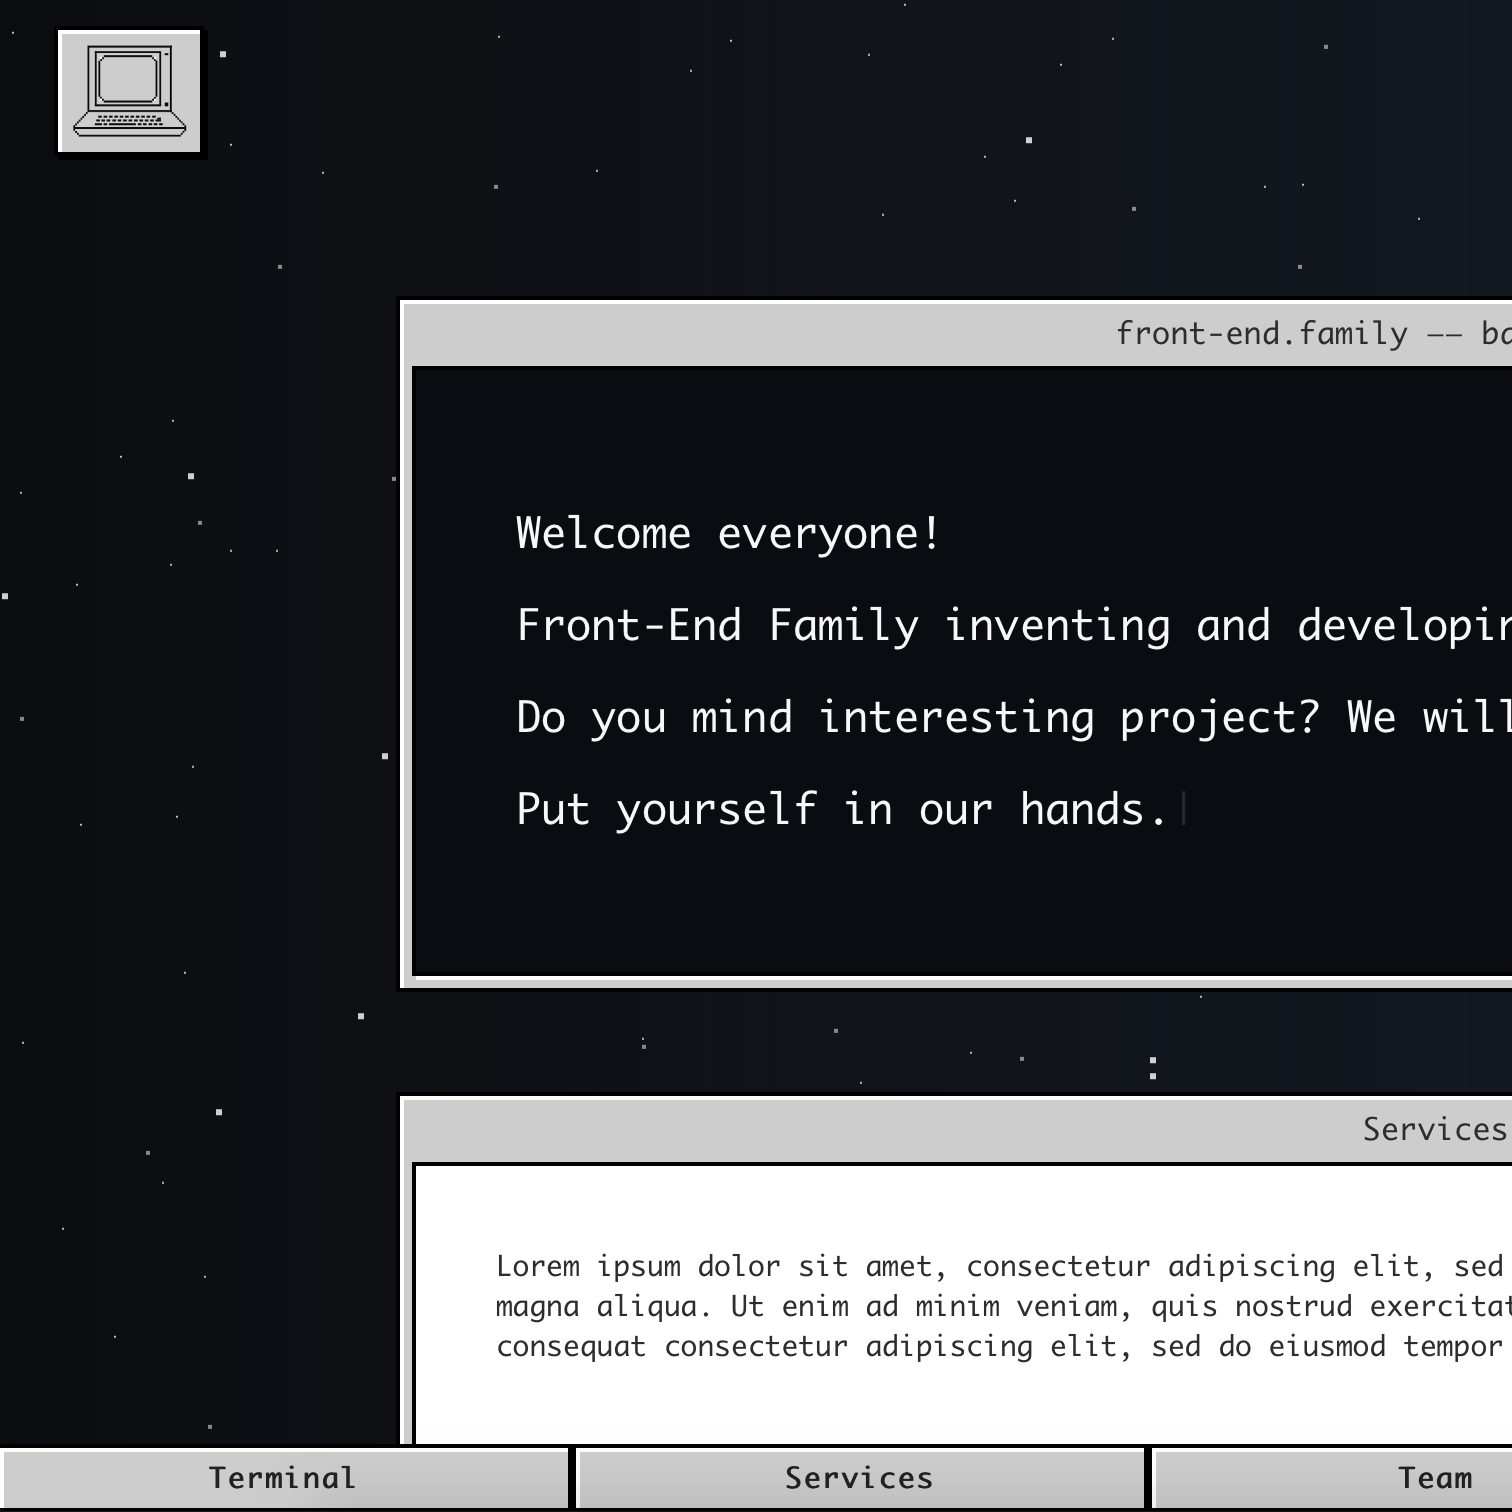 front-end.family —— ba
Welcome everyone!
Front-End Family inventing and developin
Do you mind interesting project? We will
Put yourself in our hands.
Services
Lorem ipsum dolor sit amet, consectetur adipiscing elit, sed
magna aliqua. Ut enim ad minim veniam, quis nostrud exercitat
consequat consectetur adipiscing elit, sed do eiusmod tempor
Terminal
Services
Team